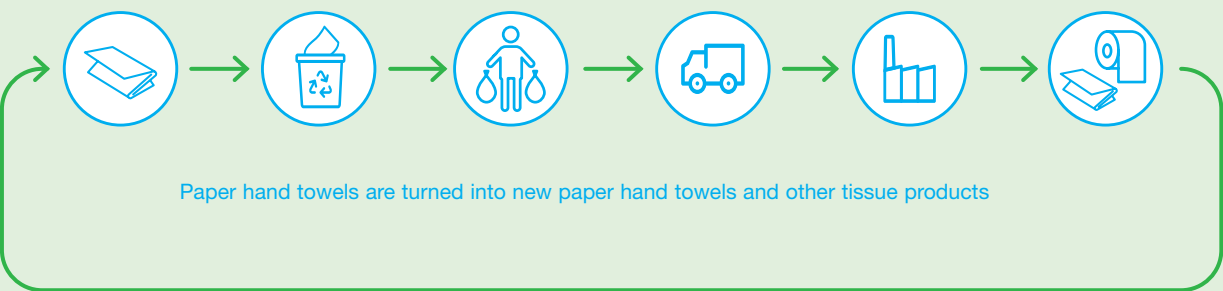 Paper hand towels are turned into new paper hand towels and other tissue products